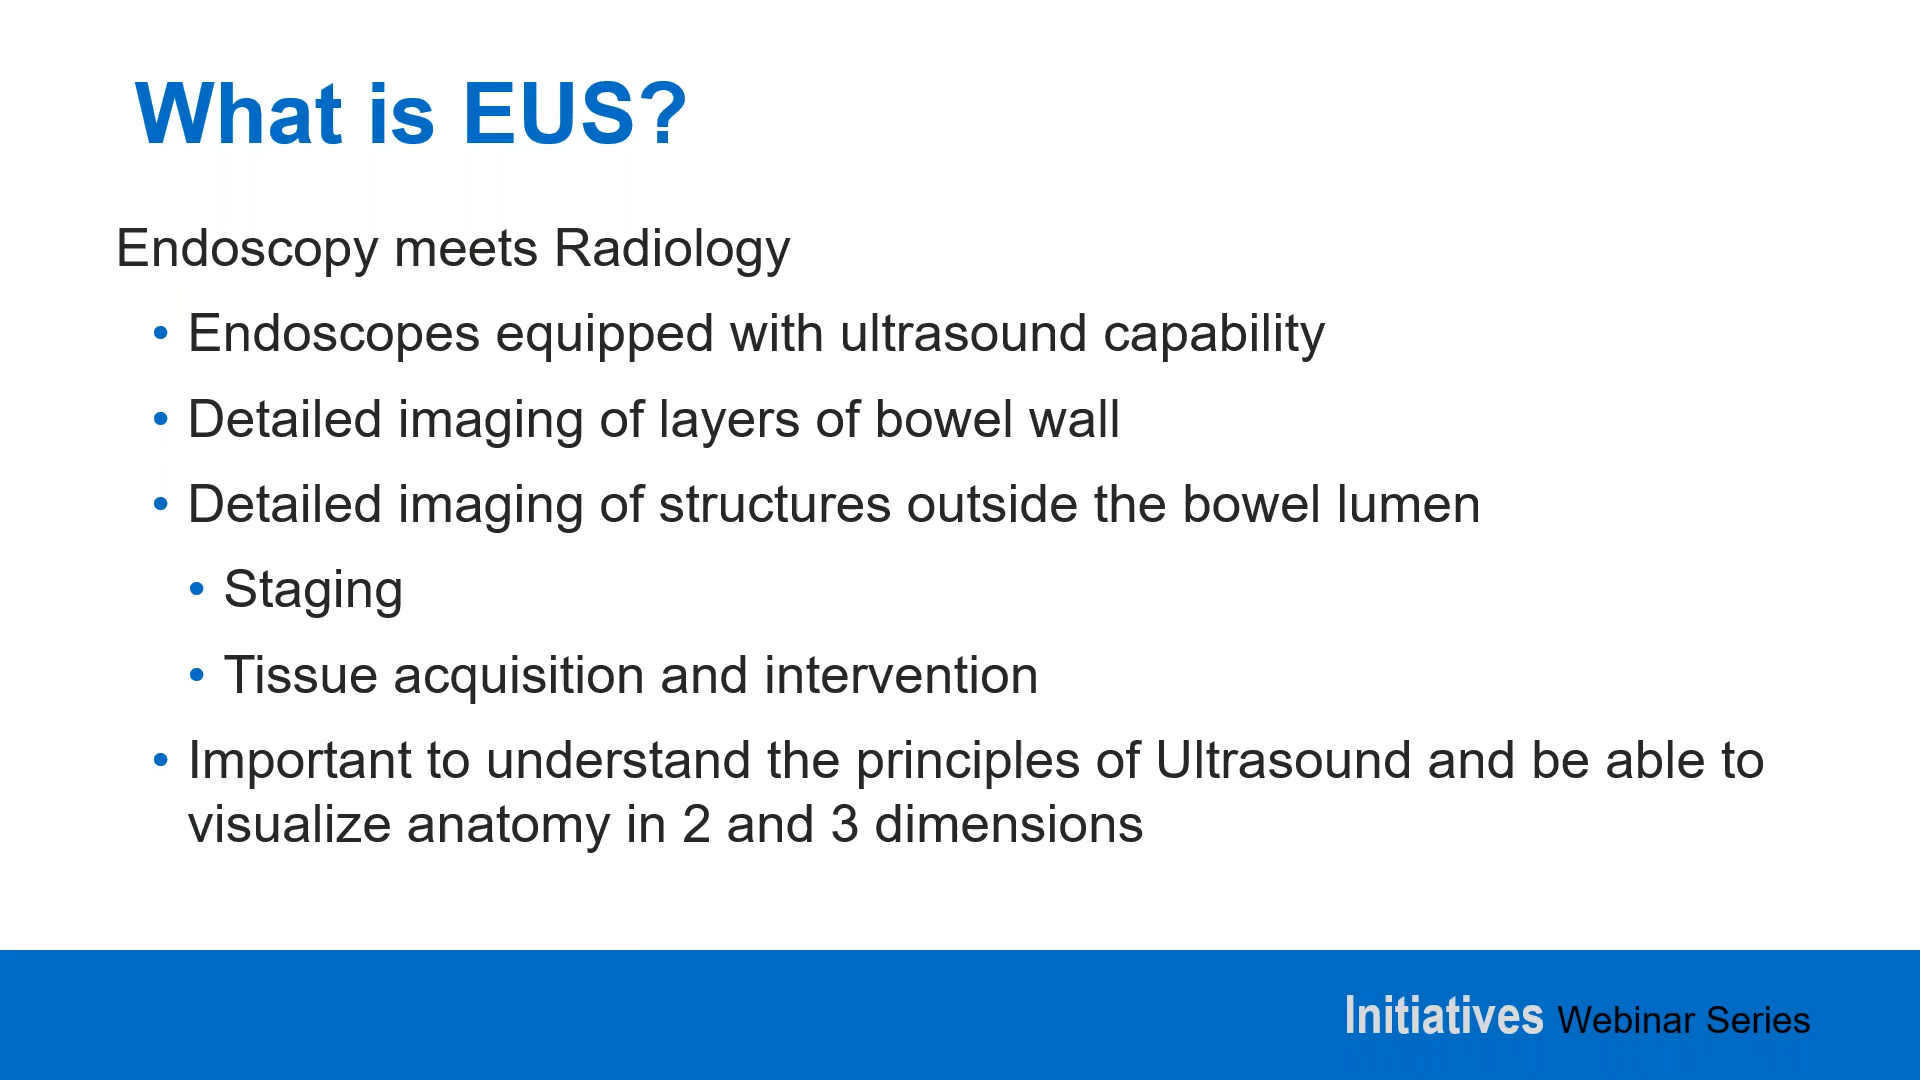 What is EUS?
Endoscopy meets Radiology
• Endoscopes equipped with ultrasound capability
• Detailed imaging of layers of bowel wall
• Detailed imaging of structures outside the bowel lumen
• Staging
• Tissue acquisition and intervention
• Important to understand the principles of Ultrasound and be able to
visualize anatomy in 2 and 3 dimensions
Initiatives Webinar Series